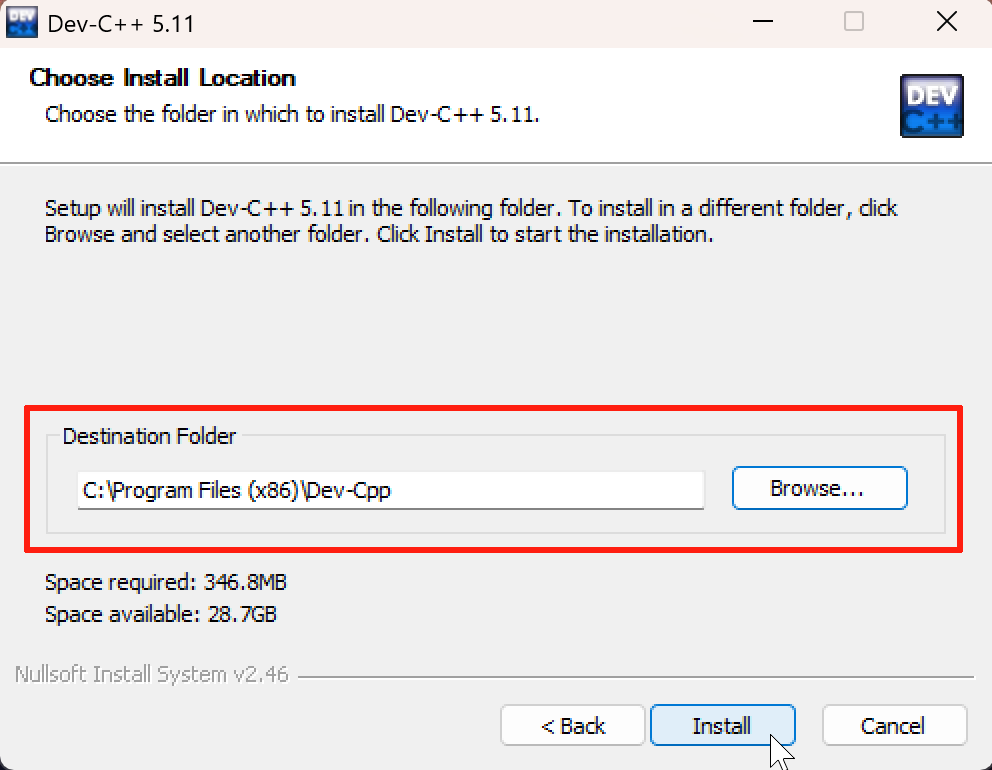 DEV
C++
Dev-C++ 5.11
Choose Install Location
Choose the folder in which to install Dev-C++ 5.11.
DEV
C++
Setup will install Dev-C++ 5.11 in the following folder. To install in a different folder, click
Browse and select another folder. Click Install to start the installation.
Destination Folder
C:\Program Files (x86)\Dev-Cpp
Browse...
Space required: 346.8MB
Space available: 28.7GB
Nullsoft Install System v2.46
< Back
Install
Cancel